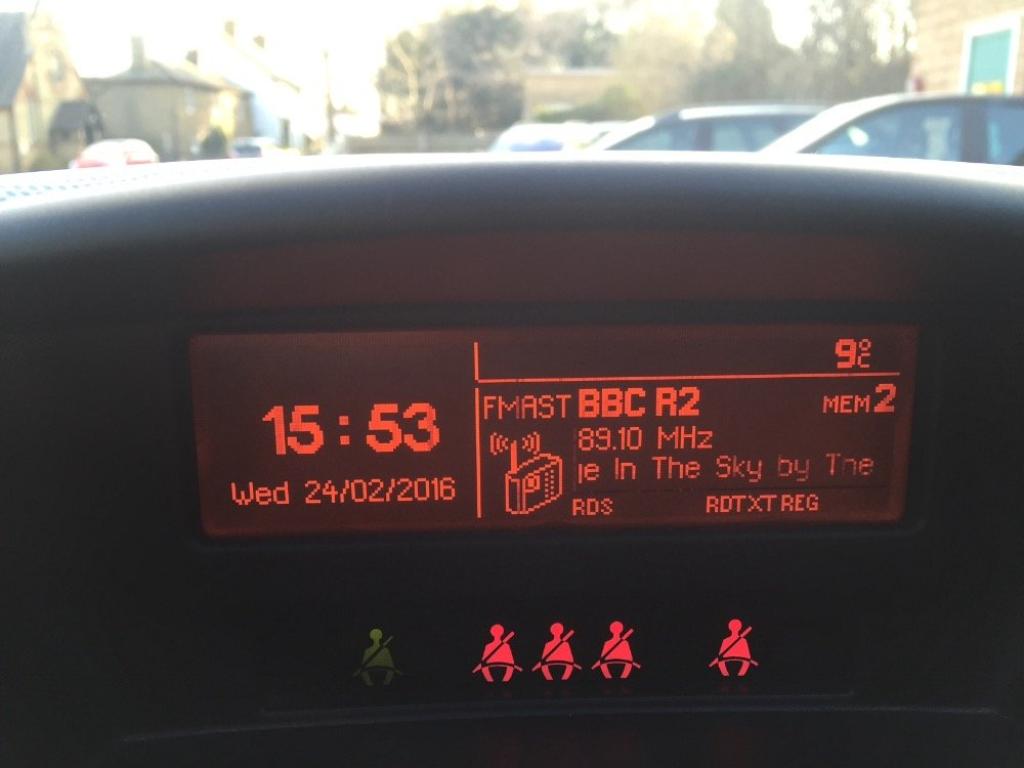 9°C
15:53
Wed 24/02/2016
FMAST BBC R2 MEM 2
89.10 MHz
In The Sky by The
RDS RDTXT REG